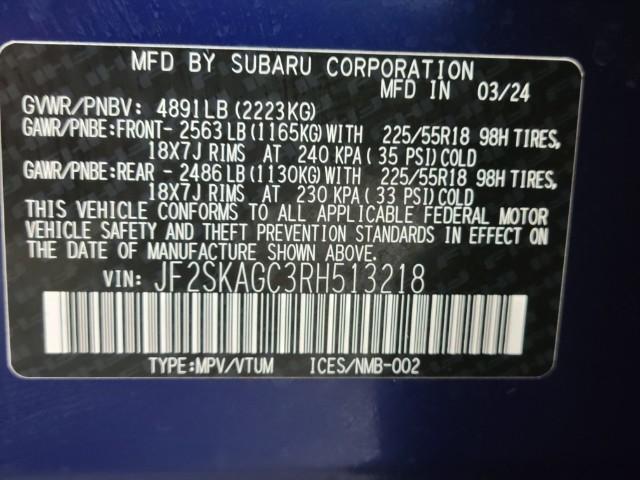 MFD BY SUBARU CORPORATION
MFD IN 03/24
GVWR/PNBV: 4891LB(2223KG)
GAWR/PNBE:FRONT- 2563LB(1165KG)WITH 225/55R18 98H TIRES,
18X7J RIMS AT 240 KPA( 35 PSI)COLD
GAWR/PNBE:REAR - 2486LB(1130KG)WITH 225/55R18 98H TIRES,
18X7J RIMS AT 230 KPA( 33 PSI)COLD
THIS VEHICLE CONFORMS TO ALL APPLICABLE FEDERAL MOTOR
VEHICLE SAFETY AND THEFT PREVENTION STANDARDS IN EFFECT ON
THE DATE OF MANUFACTURE SHOWN ABOVE.
VIN: JF2SKAGC3RH513218
TYPE:MPV/VTUM ICES/NMB-002